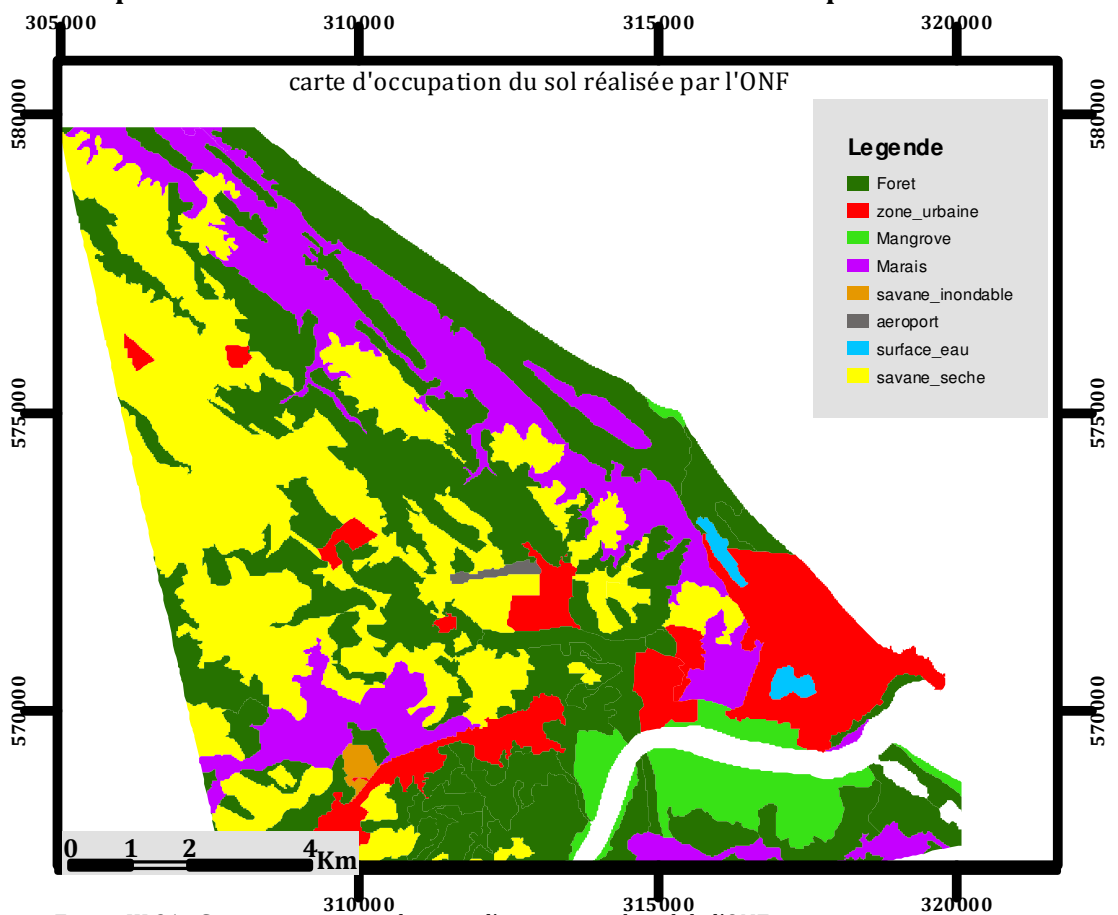 305000 310000 315000 320000
carte d'occupation du sol réalisée par l'ONF
580000
580000
Legende
Foret
zone_urbaine
Mangrove
Marais
savane_inondable
aeroport
surface_eau
savane_seche
575000
575000
570000
570000
0 1 2 4 Km
310000 315000 320000